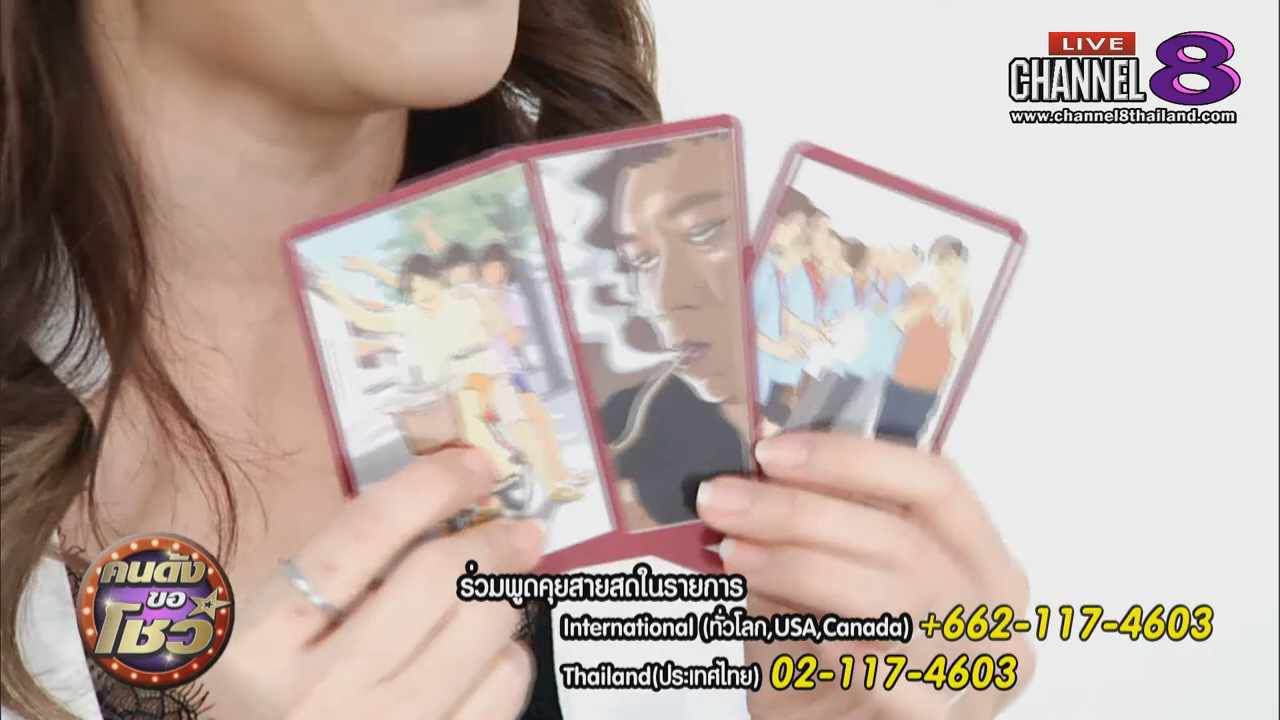 LIVE
CHANNEL 8
www.channel8thailand.com
คนดัง
ขอ
โชว์
ร่วมพูดคุยสายสดในรายการ
International (ทั่วโลก,USA,Canada) +662-117-4603
Thailand(ประเทศไทย) 02-117-4603